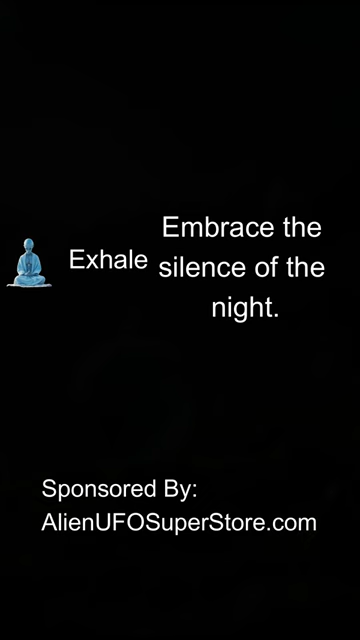 Exhale
Embrace the
silence of the
night.
Sponsored By:
AlienUFOSuperStore.com